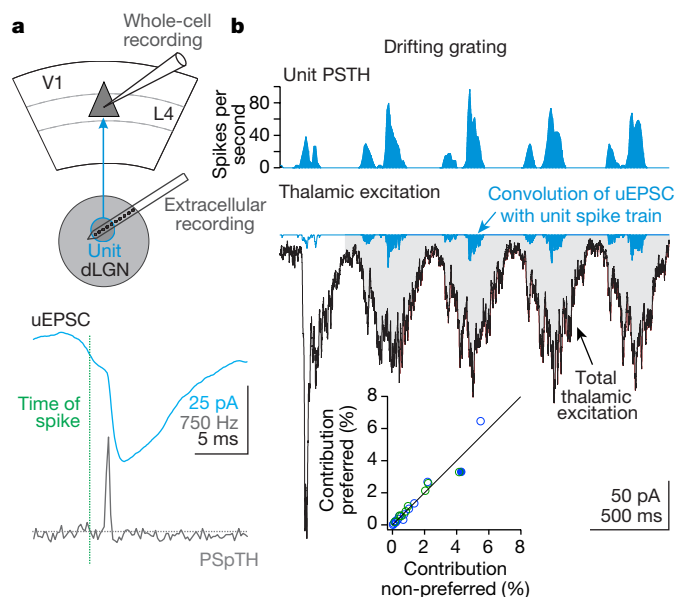 a
Whole-cell
recording
V1
L4
Extracellular
recording
Unit
dLGN
uEPSC
Time of
spike
25 pA
750 Hz
5 ms
PSpTH
b
Drifting grating
Unit PSTH
Spikes per
second
80
40
0
Thalamic excitation
Convolution of uEPSC
with unit spike train
Total
thalamic
excitation
Contribution
preferred (%)
8
6
4
2
0
0 2 4 6 8
Contribution
non-preferred (%)
50 pA
500 ms